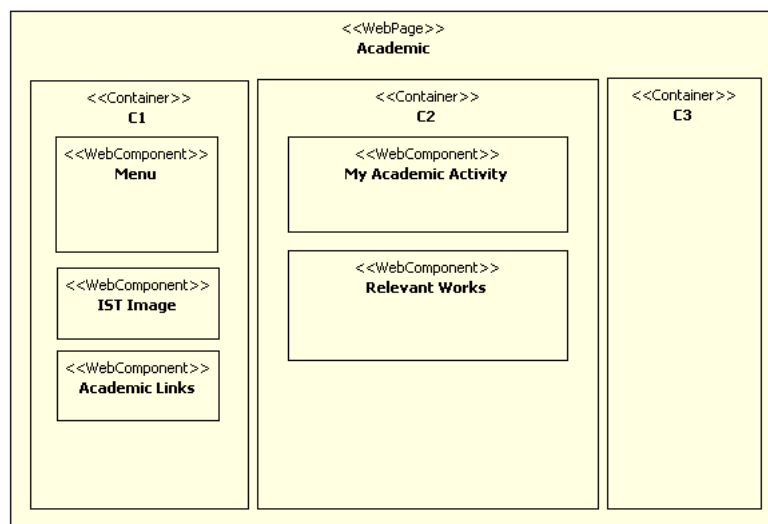 <<WebPage>>
Academic
<<Container>>
C1
<<WebComponent>>
Menu
<<WebComponent>>
IST Image
<<WebComponent>>
Academic Links
<<Container>>
C2
<<WebComponent>>
My Academic Activity
<<WebComponent>>
Relevant Works
<<Container>>
C3